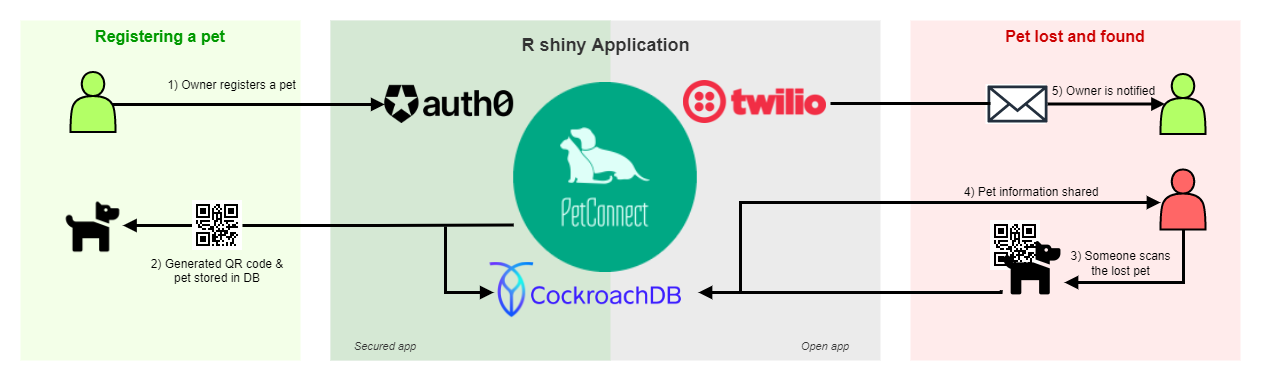 Registering a pet
R shiny Application
Pet lost and found
1) Owner registers a pet
auth0
twilio
5) Owner is notified
PetConnect
4) Pet information shared
2) Generated QR code &
pet stored in DB
3) Someone scans
the lost pet
CockroachDB
Secured app
Open app